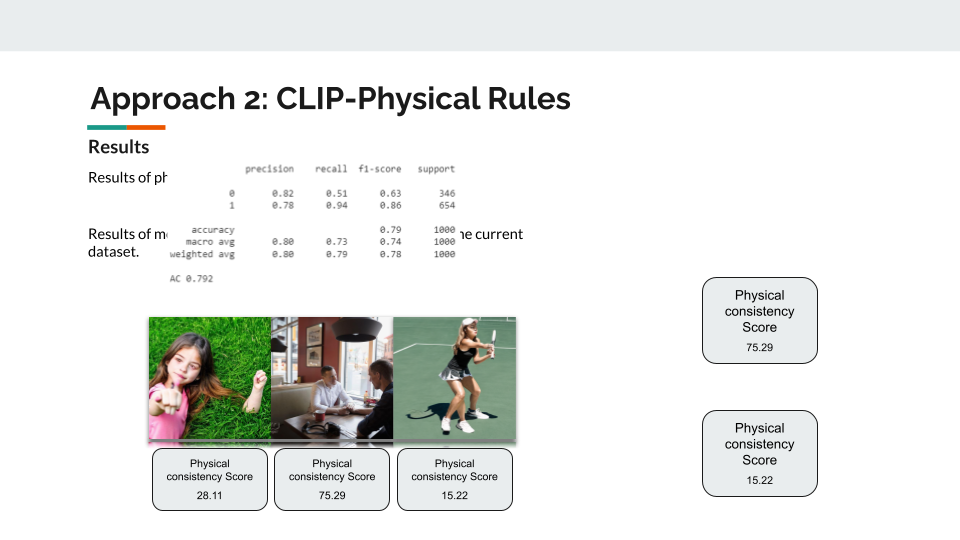 Approach 2: CLIP-Physical Rules
Results
Results of ph
precision recall f1-score support
0 0.82 0.51 0.63 346
1 0.78 0.94 0.86 654
accuracy 0.79 1000
macro avg 0.80 0.73 0.74 1000
weighted avg 0.80 0.79 0.78 1000
AC 0.792
Results of m
he current
dataset.
Physical
consistency Score
28.11
Physical
consistency Score
75.29
Physical
consistency Score
15.22
Physical
consistency
Score
75.29
Physical
consistency
Score
15.22